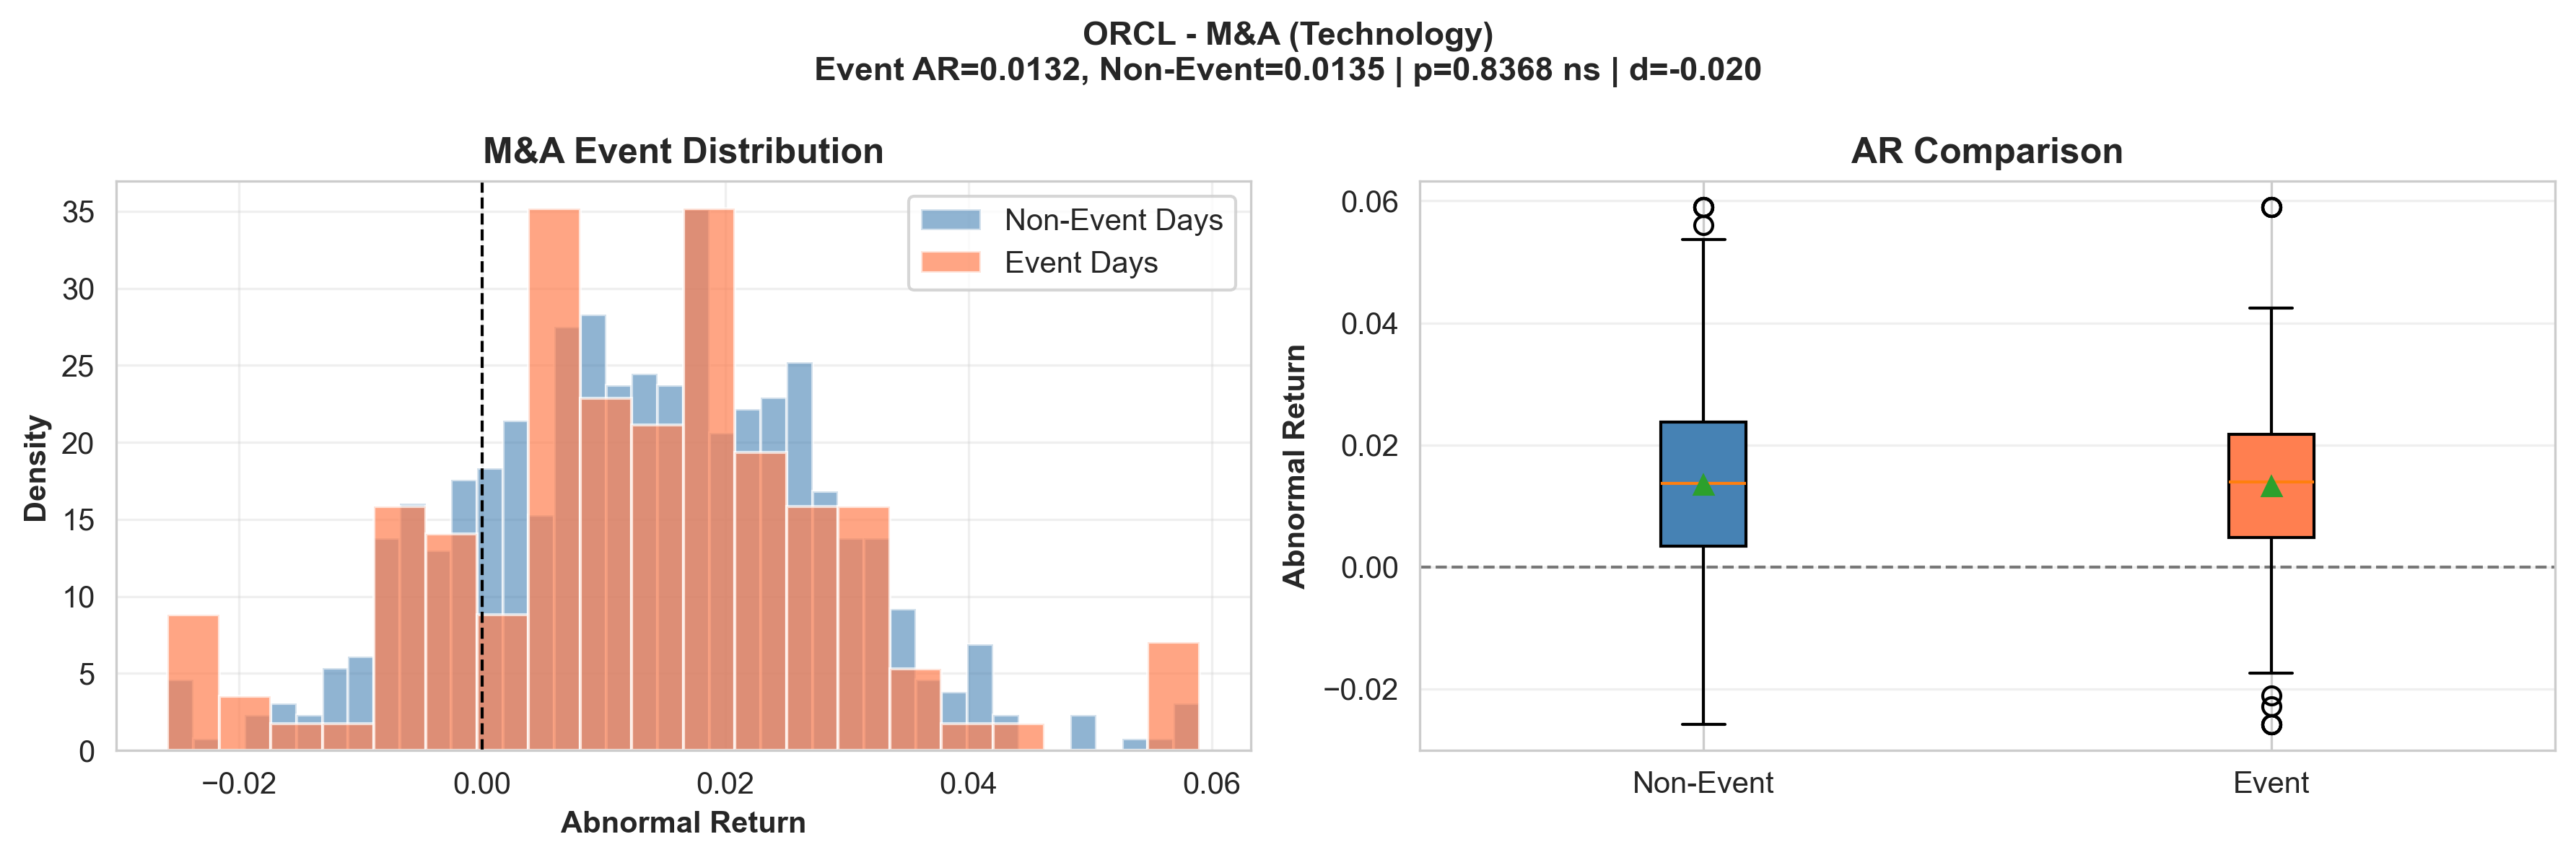 ORCL - M&A (Technology)
Event AR=0.0132, Non-Event=0.0135 | p=0.8368 ns | d=-0.020
M&A Event Distribution
Density
35
30
25
20
15
10
5
0
−0.02
0.00
0.02
0.04
0.06
Abnormal Return
Non-Event Days
Event Days
AR Comparison
Abnormal Return
0.06
0.04
0.02
0.00
−0.02
Non-Event
Event